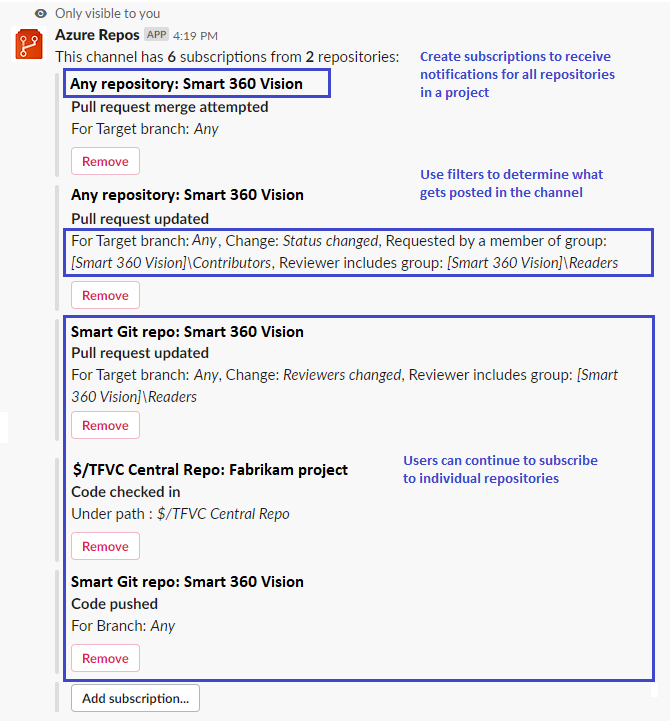 Only visible to you
Azure Repos APP 4:19 PM
This channel has 6 subscriptions from 2 repositories:
Create subscriptions to receive
notifications for all repositories
in a project
Any repository: Smart 360 Vision
Pull request merge attempted
For Target branch: Any
Remove
Use filters to determine what
gets posted in the channel
Any repository: Smart 360 Vision
Pull request updated
For Target branch: Any, Change: Status changed, Requested by a member of group:
[Smart 360 Vision]\Contributors, Reviewer includes group: [Smart 360 Vision]\Readers
Remove
Smart Git repo: Smart 360 Vision
Pull request updated
For Target branch: Any, Change: Reviewers changed, Reviewer includes group: [Smart
360 Vision]\Readers
Remove
Users can continue to subscribe
to individual repositories
$/TFVC Central Repo: Fabrikam project
Code checked in
Under path : $/TFVC Central Repo
Remove
Smart Git repo: Smart 360 Vision
Code pushed
For Branch: Any
Remove
Add subscription...